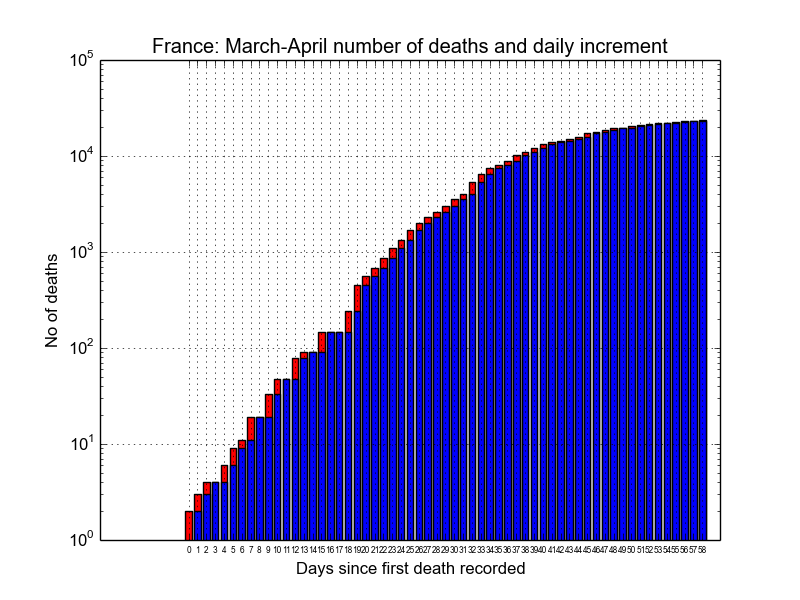 France: March-April number of deaths and daily increment
10^5
10^4
10^3
10^2
10^1
10^0
No of deaths
0 1 2 3 4 5 6 7 8 9 10 11 12 13 14 15 16 17 18 19 20 21 22 23 24 25 26 27 28 29 30 31 32 33 34 35 36 37 38 39 40 41 42 43 44 45 46 47 48 49 50 51 52 53 54 55 56 57 58
Days since first death recorded